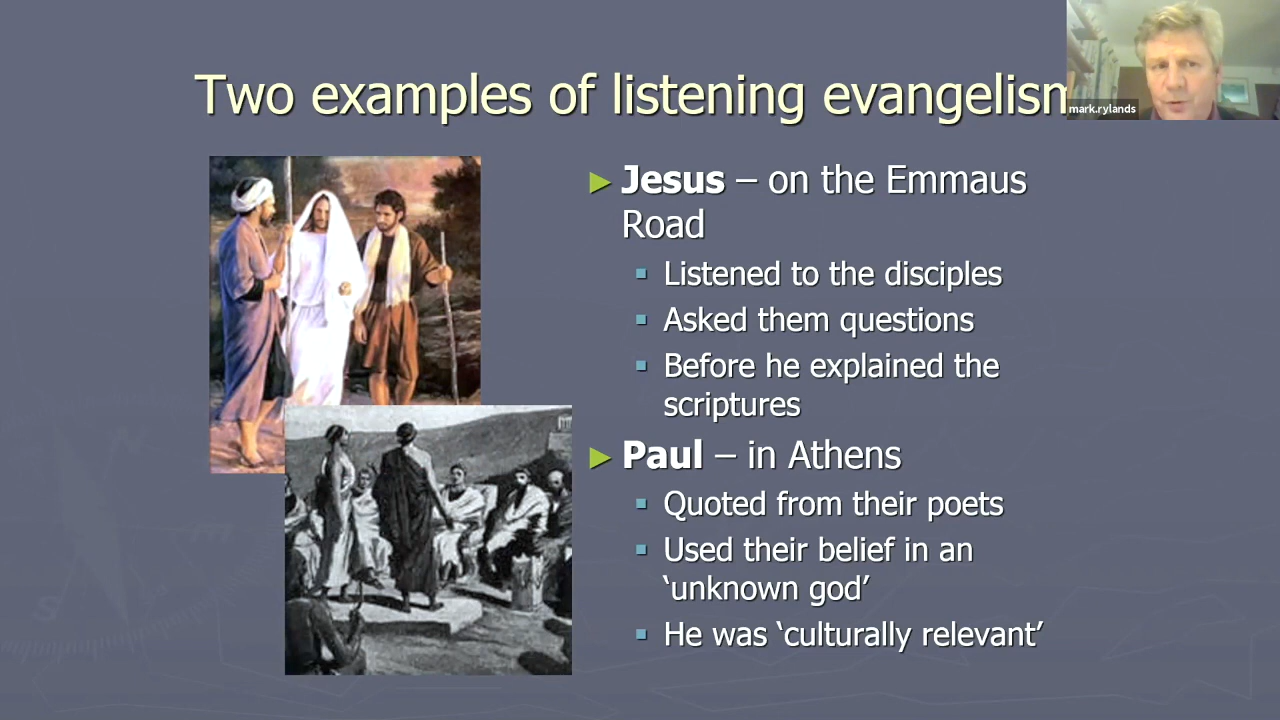 Two examples of listening evangelism
mark.rylands
► Jesus – on the Emmaus
Road
▪ Listened to the disciples
▪ Asked them questions
▪ Before he explained the
scriptures
► Paul – in Athens
▪ Quoted from their poets
▪ Used their belief in an
‘unknown god’
▪ He was ‘culturally relevant’